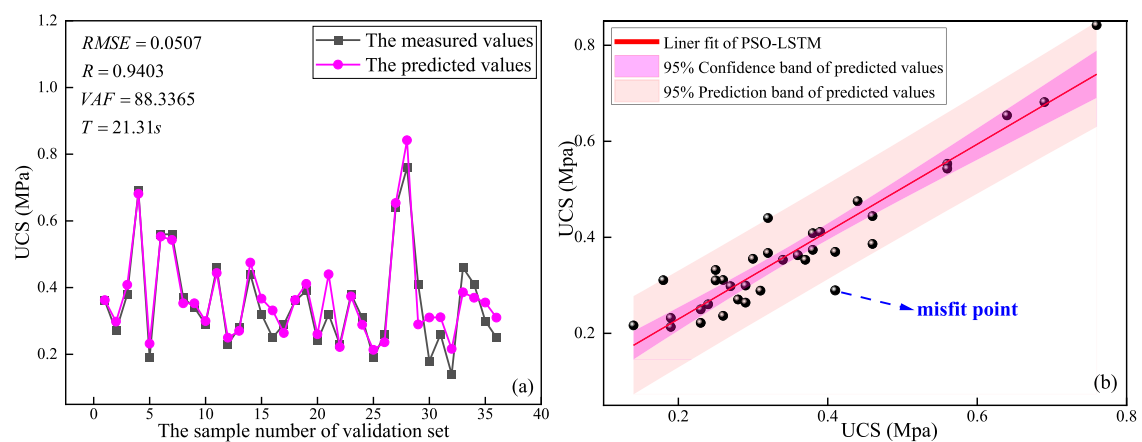 RMSE = 0.0507
R = 0.9403
VAF = 88.3365
T = 21.31s
The measured values
The predicted values
1.2
1.0
0.8
0.6
0.4
0.2
UCS (MPa)
0 5 10 15 20 25 30 35 40
The sample number of validation set
(a)
Liner fit of PSO-LSTM
95% Confidence band of predicted values
95% Prediction band of predicted values
0.8
0.6
0.4
0.2
UCS (Mpa)
misfit point
(b)
0.2 0.4 0.6 0.8
UCS (Mpa)